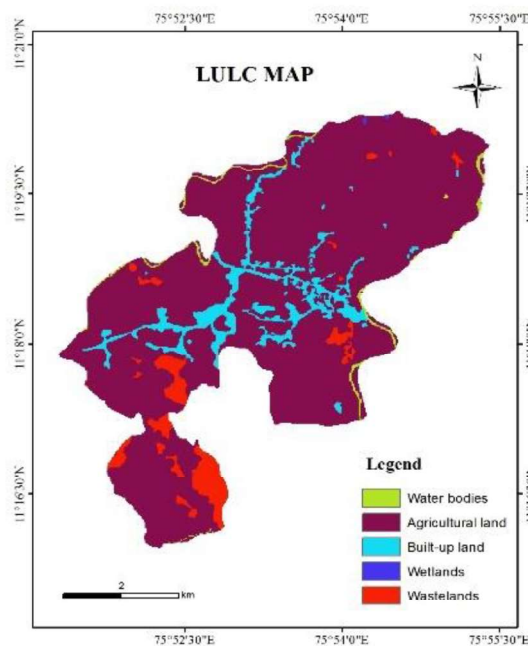 75°52'30"E 75°54'0"E 75°55'30"E
11°21'0"N
LULC MAP
N
11°19'30"N
11°18'0"N
11°16'30"N
Legend
Water bodies
Agricultural land
Built-up land
Wetlands
Wastelands
2
km
75°52'30"E 75°54'0"E 75°55'30"E